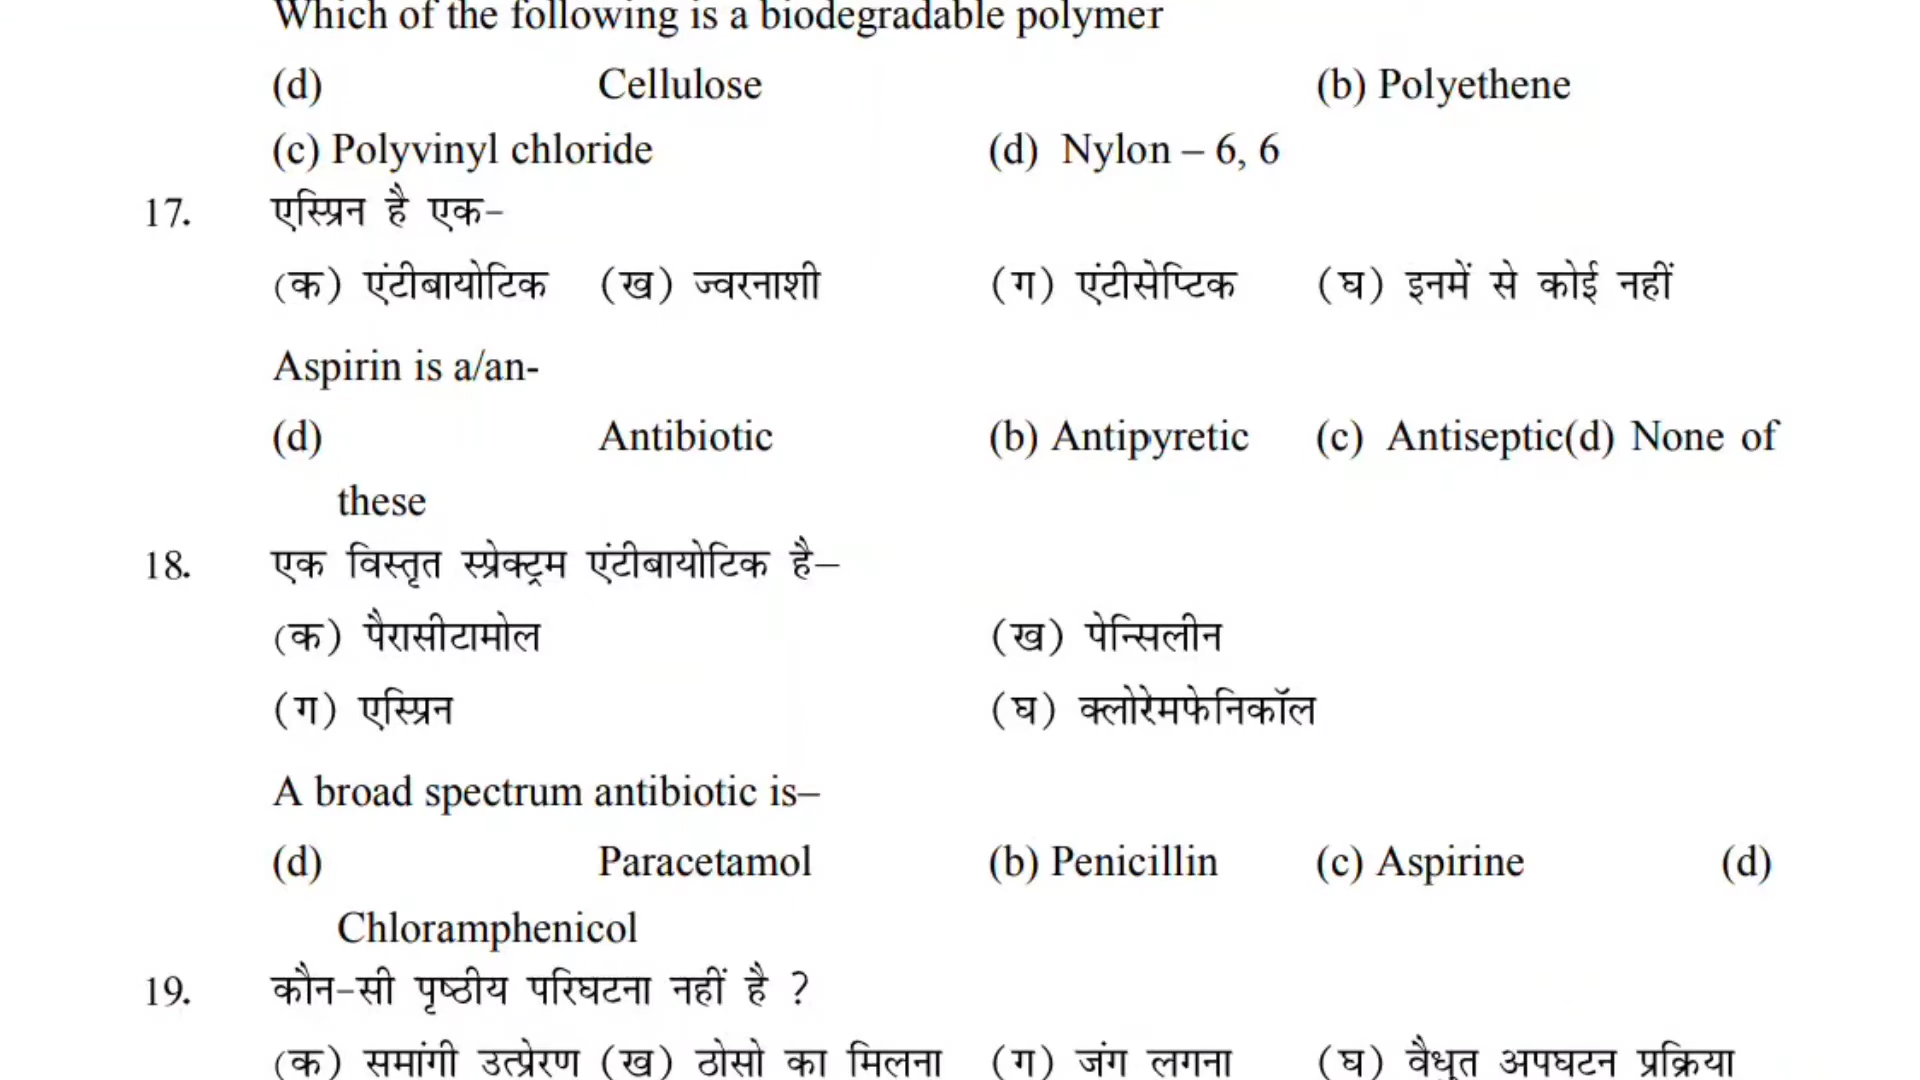 Which of the following is a biodegradable polymer
(d) Cellulose (b) Polyethene
(c) Polyvinyl chloride (d) Nylon – 6, 6
17. एस्प्रिन है एक-
(क) एंटीबायोटिक (ख) ज्वरनाशी (ग) एंटीसेप्टिक (घ) इनमें से कोई नहीं
Aspirin is a/an-
(d) Antibiotic (b) Antipyretic (c) Antiseptic(d) None of
these
18. एक विस्तृत स्प्रेक्ट्रम एंटीबायोटिक है–
(क) पैरासीटामोल (ख) पेन्सिलीन
(ग) एस्प्रिन (घ) क्लोरेमफेनिकॉल
A broad spectrum antibiotic is–
(d) Paracetamol (b) Penicillin (c) Aspirine (d)
Chloramphenicol
19. कौन-सी पृष्ठीय परिघटना नहीं है ?
(क) समांगी उत्प्रेरण (ख) ठोसो का मिलना (ग) जंग लगना (घ) वैधुत अपघटन प्रक्रिया